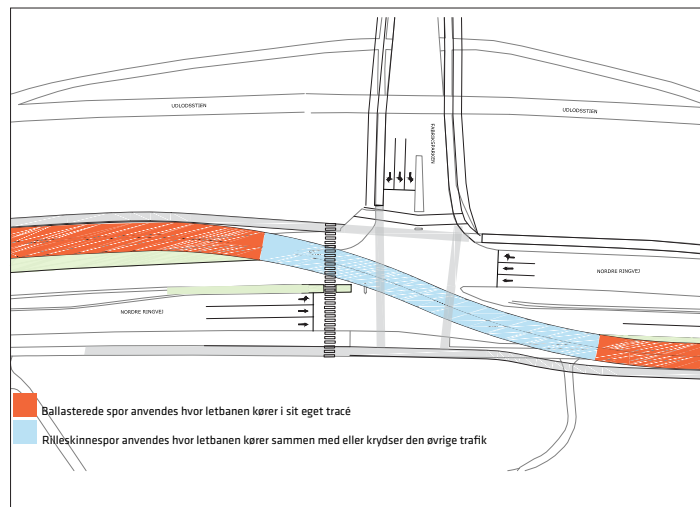 UDLODSSTIEN
UDLODSSTIEN
FABRIKSPARKEN
NORDRE RINGVEJ
NORDRE RINGVEJ
Ballasterede spor anvendes hvor letbanen kører i sit eget tracé
Rilleskinnespor anvendes hvor letbanen kører sammen med eller krydser den øvrige trafik